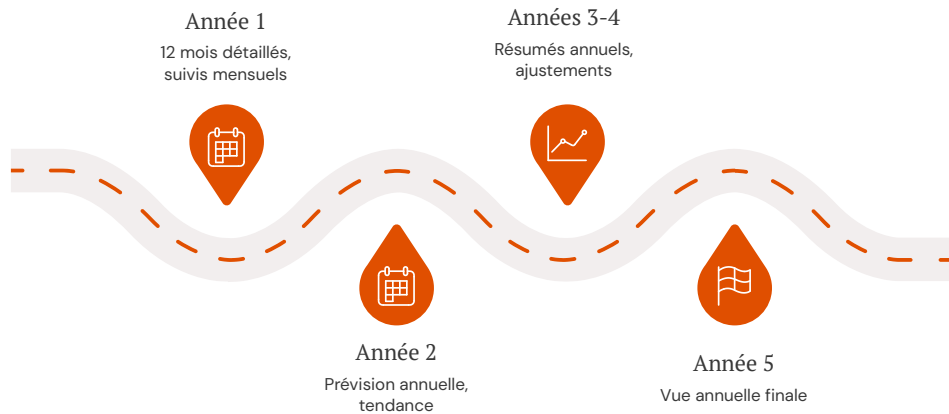 Année 1
12 mois détaillés,
suivis mensuels
Années 3-4
Résumés annuels,
ajustements
Année 2
Prévision annuelle,
tendance
Année 5
Vue annuelle finale